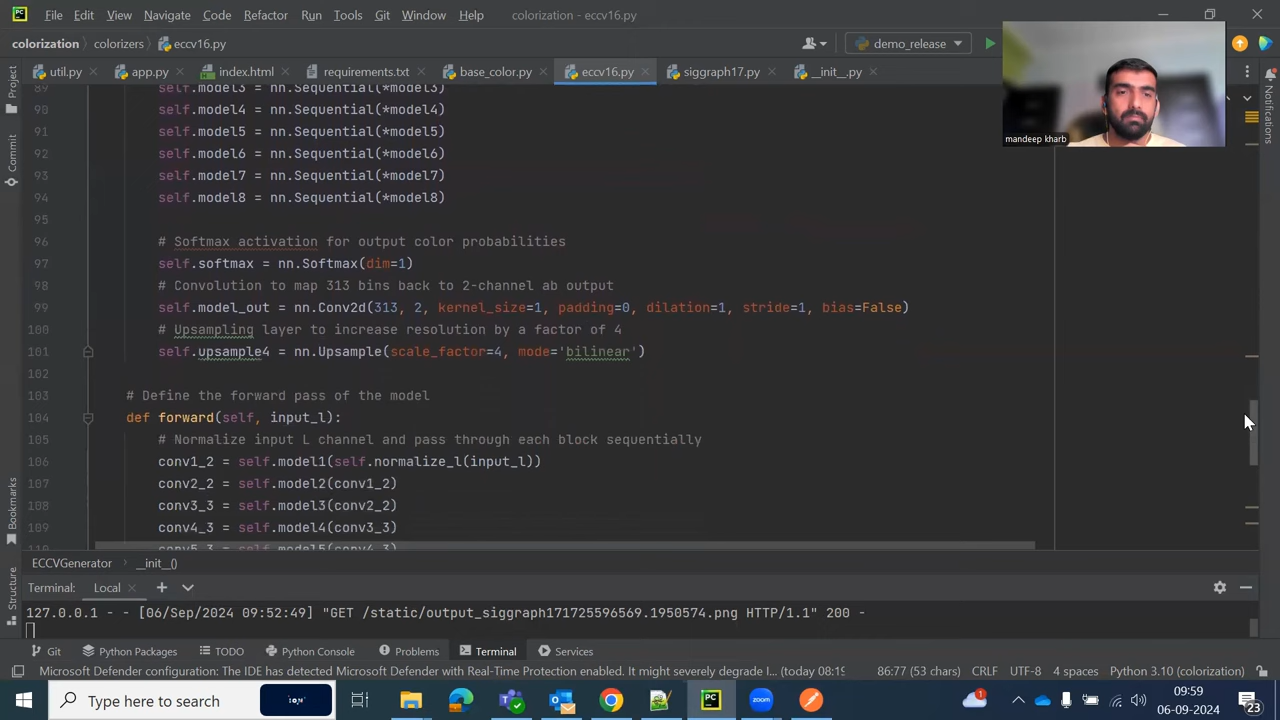 File Edit View Navigate Code Refactor Run Tools Git Window Help colorization - eccv16.py
colorization colorizers eccv16.py demo_release
util.py app.py index.html requirements.txt base_color.py eccv16.py siggraph17.py __init__.py
mandeep kharb
Project
Commit
Bookmarks
Structure
Notifications
89 self.model3 = nn.Sequential(*model3)
90 self.model4 = nn.Sequential(*model4)
91 self.model5 = nn.Sequential(*model5)
92 self.model6 = nn.Sequential(*model6)
93 self.model7 = nn.Sequential(*model7)
94 self.model8 = nn.Sequential(*model8)
95
96 # Softmax activation for output color probabilities
97 self.softmax = nn.Softmax(dim=1)
98 # Convolution to map 313 bins back to 2-channel ab output
99 self.model_out = nn.Conv2d(313, 2, kernel_size=1, padding=0, dilation=1, stride=1, bias=False)
100 # Upsampling layer to increase resolution by a factor of 4
101 self.upsample4 = nn.Upsample(scale_factor=4, mode='bilinear')
102
103 # Define the forward pass of the model
104 def forward(self, input_l):
105 # Normalize input L channel and pass through each block sequentially
106 conv1_2 = self.model1(self.normalize_l(input_l))
107 conv2_2 = self.model2(conv1_2)
108 conv3_3 = self.model3(conv2_2)
109 conv4_3 = self.model4(conv3_3)
110 conv5_3 = self.model5(conv4_3)
ECCVGenerator __init__()
Terminal: Local
127.0.0.1 - - [06/Sep/2024 09:52:49] "GET /static/output_siggraph171725596569.1950574.png HTTP/1.1" 200 -
Git Python Packages TODO Python Console Problems Terminal Services
Microsoft Defender configuration: The IDE has detected Microsoft Defender with Real-Time Protection enabled. It might severely degrade I... (today 08:19 86:77 (53 chars) CRLF UTF-8 4 spaces Python 3.10 (colorization)
Type here to search
1
09:59
06-09-2024
23